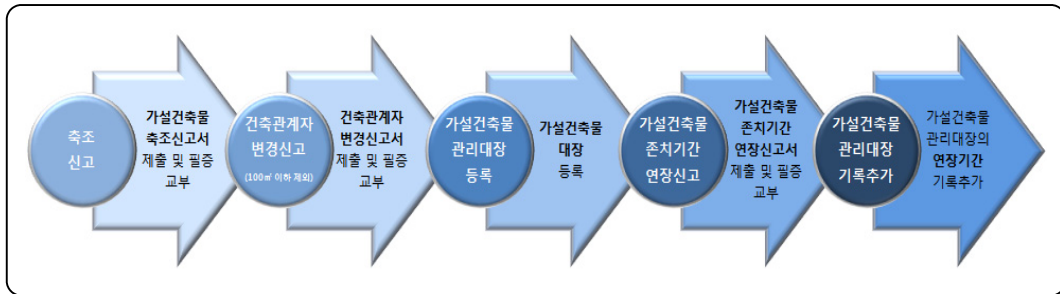 축조
신고
가설건축물
축조신고서
제출 및 필증
교부
건축관계자
변경신고
(100㎡ 이하 제외)
건축관계자
변경신고서
제출 및 필증
교부
가설건축물
관리대장
등록
가설건축물
대장
등록
가설건축물
존치기간
연장신고
가설건축물
존치기간
연장신고서
제출 및 필증
교부
가설건축물
관리대장
기록추가
가설건축물
관리대장의
연장기간
기록추가